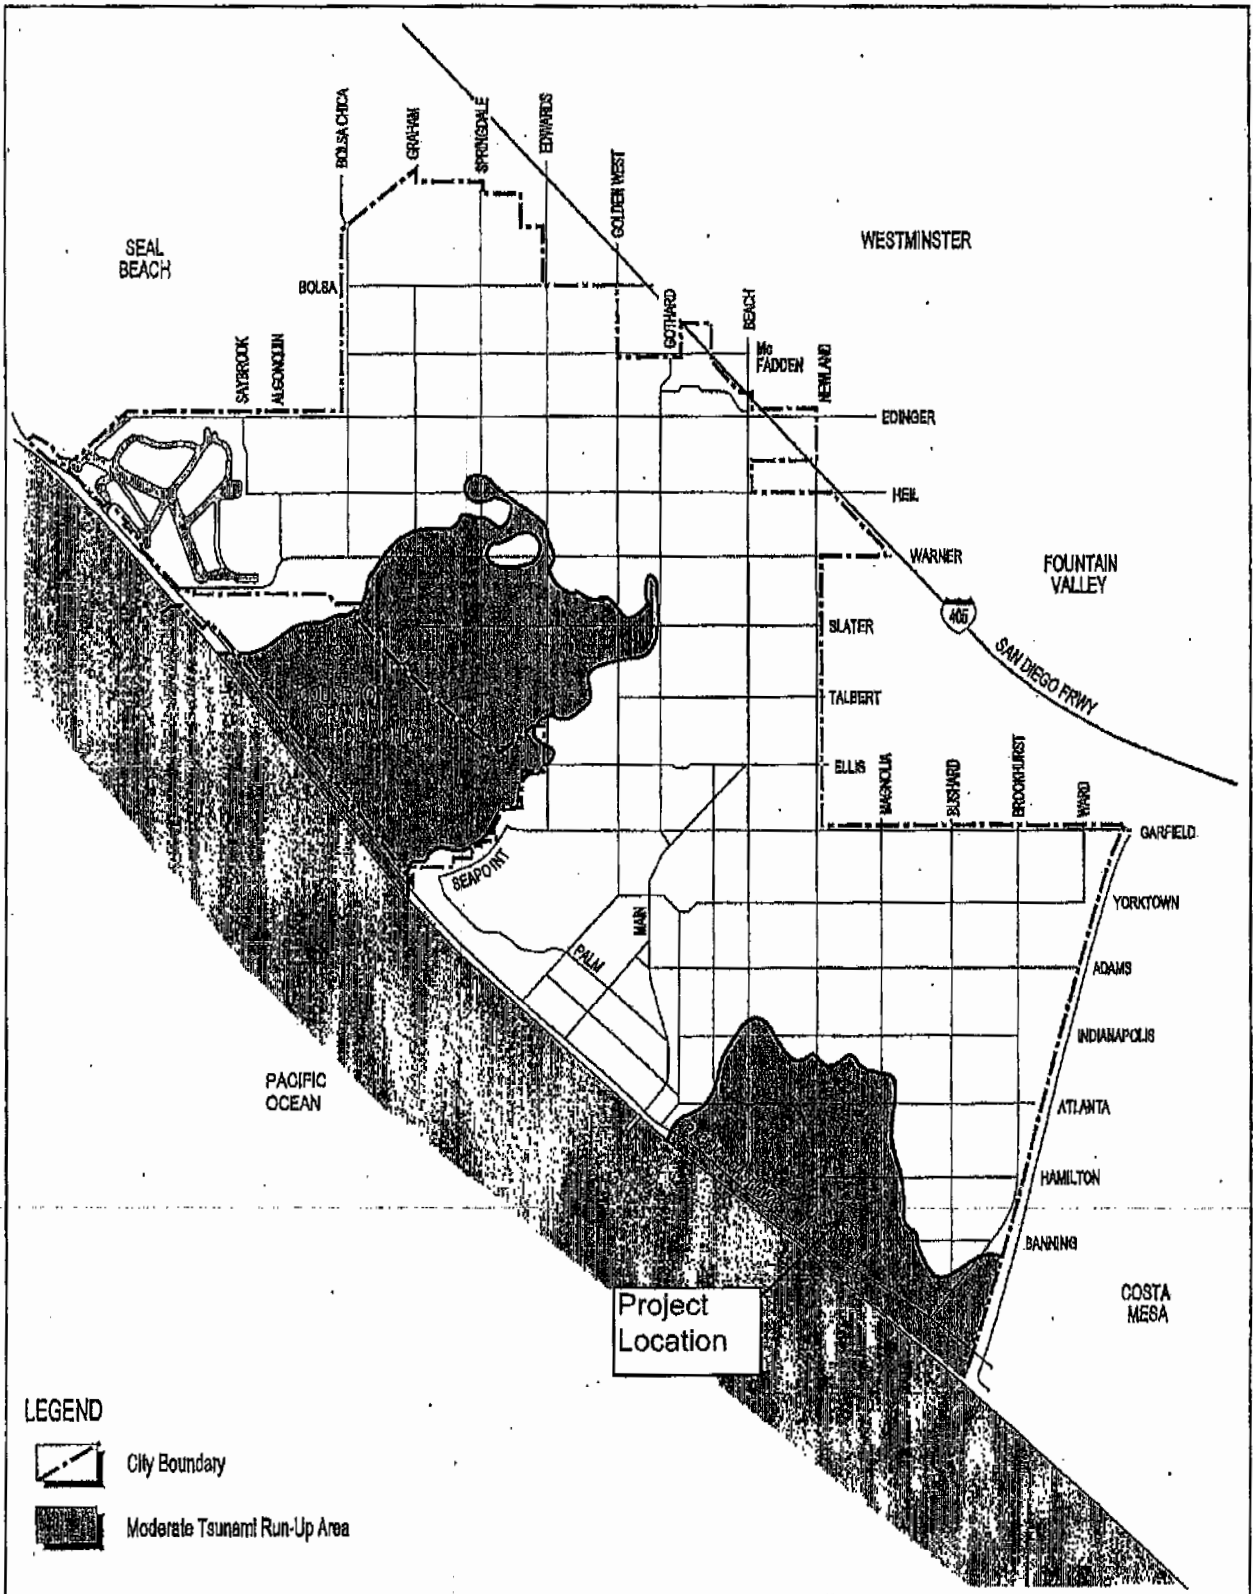 BOLSA CHICA
GRAHAM
SPRINGDALE
EDWARDS
GOLDEN WEST
SEAL
BEACH
WESTMINSTER
BOLSA
GOTHARD
BEACH
Mc
FADDEN
NEWLAND
SAYBROOK
ALGONQUIN
EDINGER
HEIL
WARNER
FOUNTAIN
VALLEY
405
SAN DIEGO FRWY
SLATER
TALBERT
ELLIS
MAGNOLIA
BUSHARD
BROOKHURST
WARD
GARFIELD
SEAPOINT
YORKTOWN
MAIN
PALM
ADAMS
INDIANAPOLIS
PACIFIC
OCEAN
ATLANTA
HAMILTON
BANNING
COSTA
MESA
Project
Location
LEGEND
City Boundary
Moderate Tsunami Run-Up Area